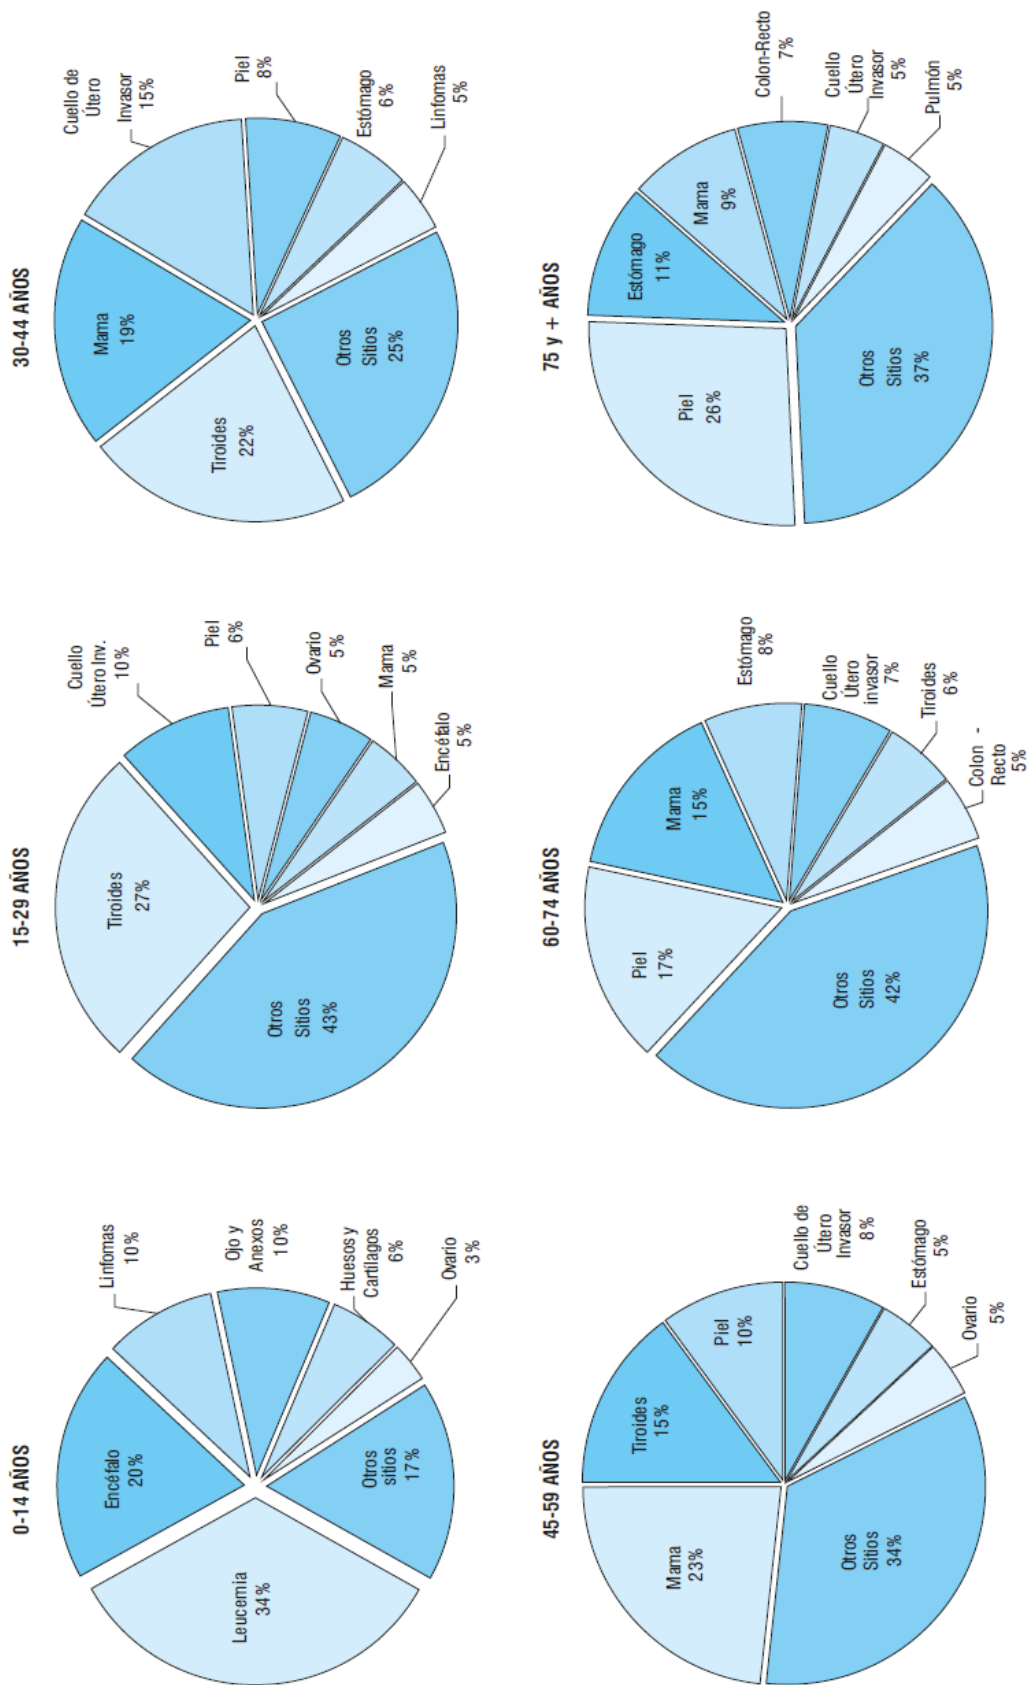 0-14 AÑOS
Linfomas
10%
Encéfalo
20%
Ojo y
Anexos
10%
Leucemia
34%
Huesos y
Cartilagos
6%
Otros
sitios
17%
Ovario
3%
15-29 AÑOS
Cuello
Útero Inv.
10%
Tiroides
27%
Piel
6%
Ovario
5%
Otros
Sitios
43%
Mama
5%
Encéfalo
5%
30-44 AÑOS
Cuello de
Útero
Invasor
15%
Mama
19%
Piel
8%
Tiroides
22%
Estómago
6%
Otros
Sitios
25%
Linfomas
5%
45-59 AÑOS
Tiroides
15%
Piel
10%
Mama
23%
Cuello de
Útero
Invasor
8%
Otros
Sitios
34%
Estómago
5%
Ovario
5%
60-74 AÑOS
Mama
15%
Estómago
8%
Piel
17%
Cuello
Útero
invasor
7%
Otros
Sitios
42%
Tiroides
6%
Colon -
Recto
5%
75 y + AÑOS
Estómago
11%
Mama
9%
Colon-Recto
7%
Piel
26%
Cuello
Útero
Invasor
5%
Otros
Sitios
37%
Pulmón
5%